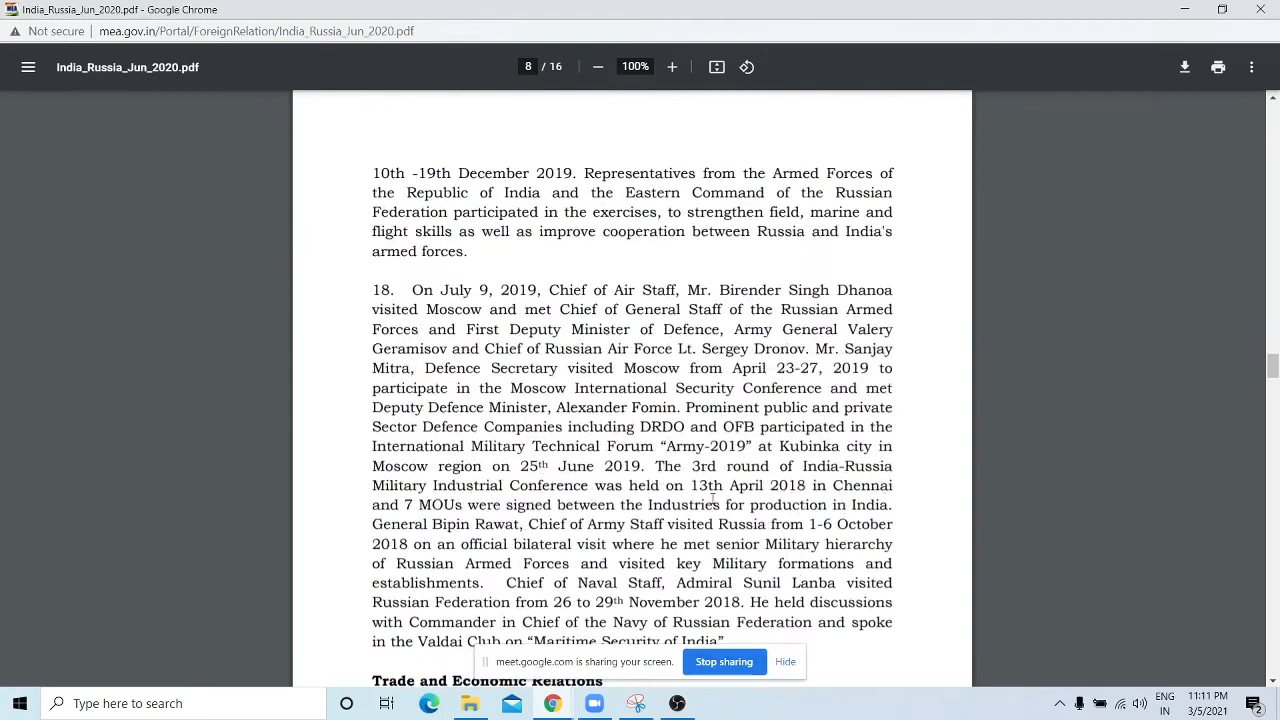 India_Russia_Jun_2020.pdf - Google Chrome
Not secure | mea.gov.in/Portal/ForeignRelation/India_Russia_Jun_2020.pdf
India_Russia_Jun_2020.pdf 8 / 16 100%
10th -19th December 2019. Representatives from the Armed Forces of
the Republic of India and the Eastern Command of the Russian
Federation participated in the exercises, to strengthen field, marine and
flight skills as well as improve cooperation between Russia and India's
armed forces.
18. On July 9, 2019, Chief of Air Staff, Mr. Birender Singh Dhanoa
visited Moscow and met Chief of General Staff of the Russian Armed
Forces and First Deputy Minister of Defence, Army General Valery
Geramisov and Chief of Russian Air Force Lt. Sergey Dronov. Mr. Sanjay
Mitra, Defence Secretary visited Moscow from April 23-27, 2019 to
participate in the Moscow International Security Conference and met
Deputy Defence Minister, Alexander Fomin. Prominent public and private
Sector Defence Companies including DRDO and OFB participated in the
International Military Technical Forum “Army-2019” at Kubinka city in
Moscow region on 25th June 2019. The 3rd round of India-Russia
Military Industrial Conference was held on 13th April 2018 in Chennai
and 7 MOUs were signed between the Industries for production in India.
General Bipin Rawat, Chief of Army Staff visited Russia from 1-6 October
2018 on an official bilateral visit where he met senior Military hierarchy
of Russian Armed Forces and visited key Military formations and
establishments. Chief of Naval Staff, Admiral Sunil Lanba visited
Russian Federation from 26 to 29th November 2018. He held discussions
with Commander in Chief of the Navy of Russian Federation and spoke
in the Valdai Club on “Maritime Security of India”
meet.google.com is sharing your screen. Stop sharing Hide
Trade and Economic Relations
Type here to search
ENG 11:11 PM
IN 3/5/2021 2